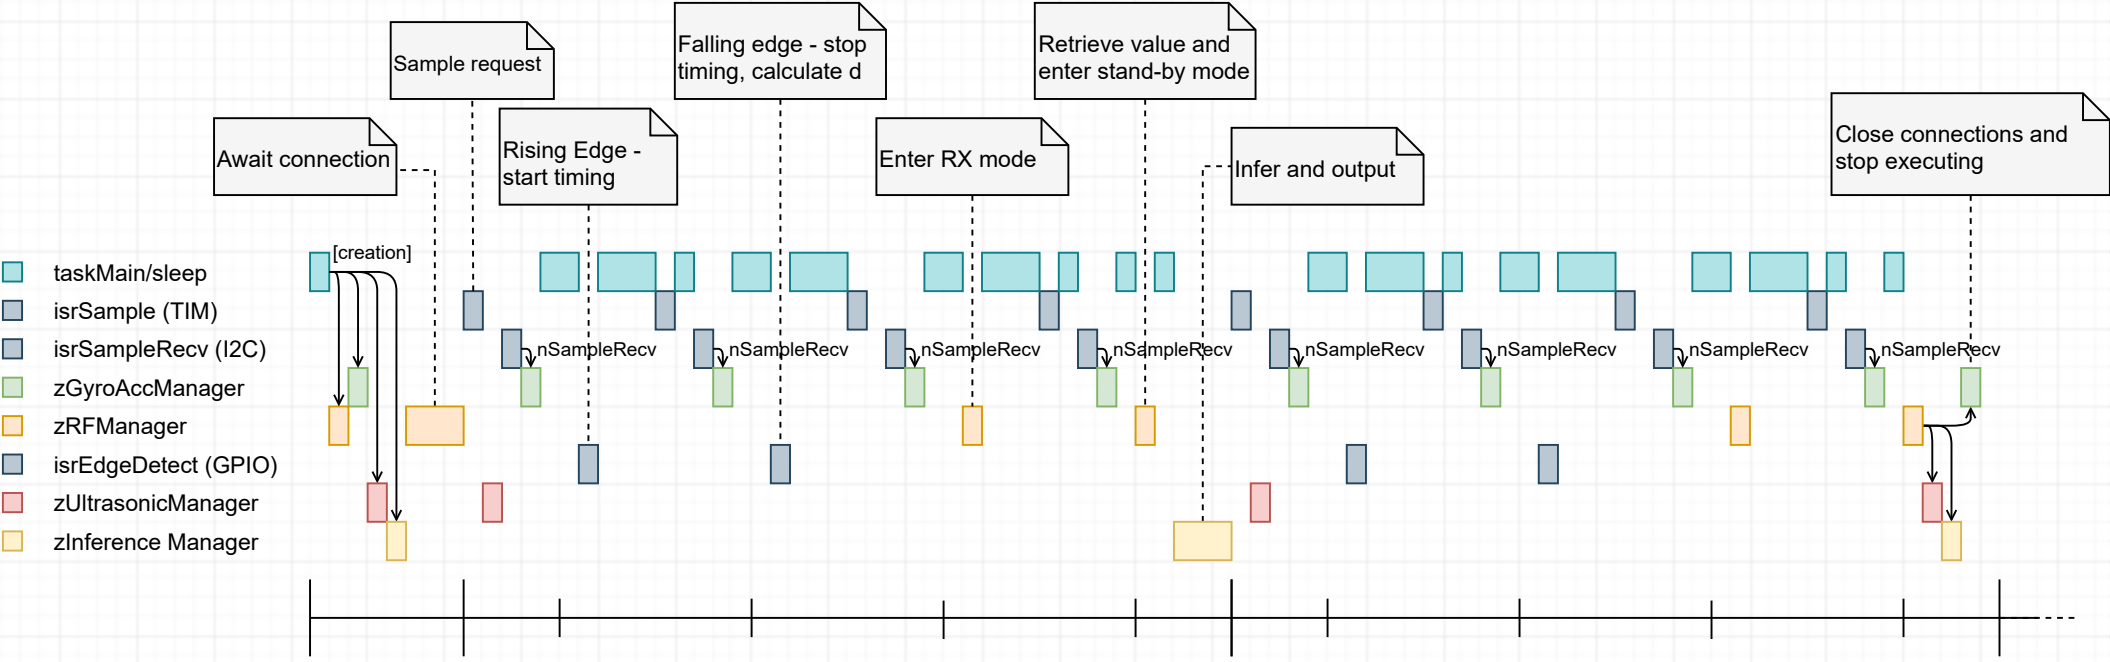 Sample request
Falling edge - stop
timing, calculate d
Retrieve value and
enter stand-by mode
Await connection
Rising Edge -
start timing
Enter RX mode
Infer and output
Close connections and
stop executing
[creation]
taskMain/sleep
isrSample (TIM)
isrSampleRecv (I2C)
nSampleRecv
nSampleRecv
nSampleRecv
nSampleRecv
nSampleRecv
nSampleRecv
nSampleRecv
nSampleRecv
zGyroAccManager
zRFManager
isrEdgeDetect (GPIO)
zUltrasonicManager
zInference Manager